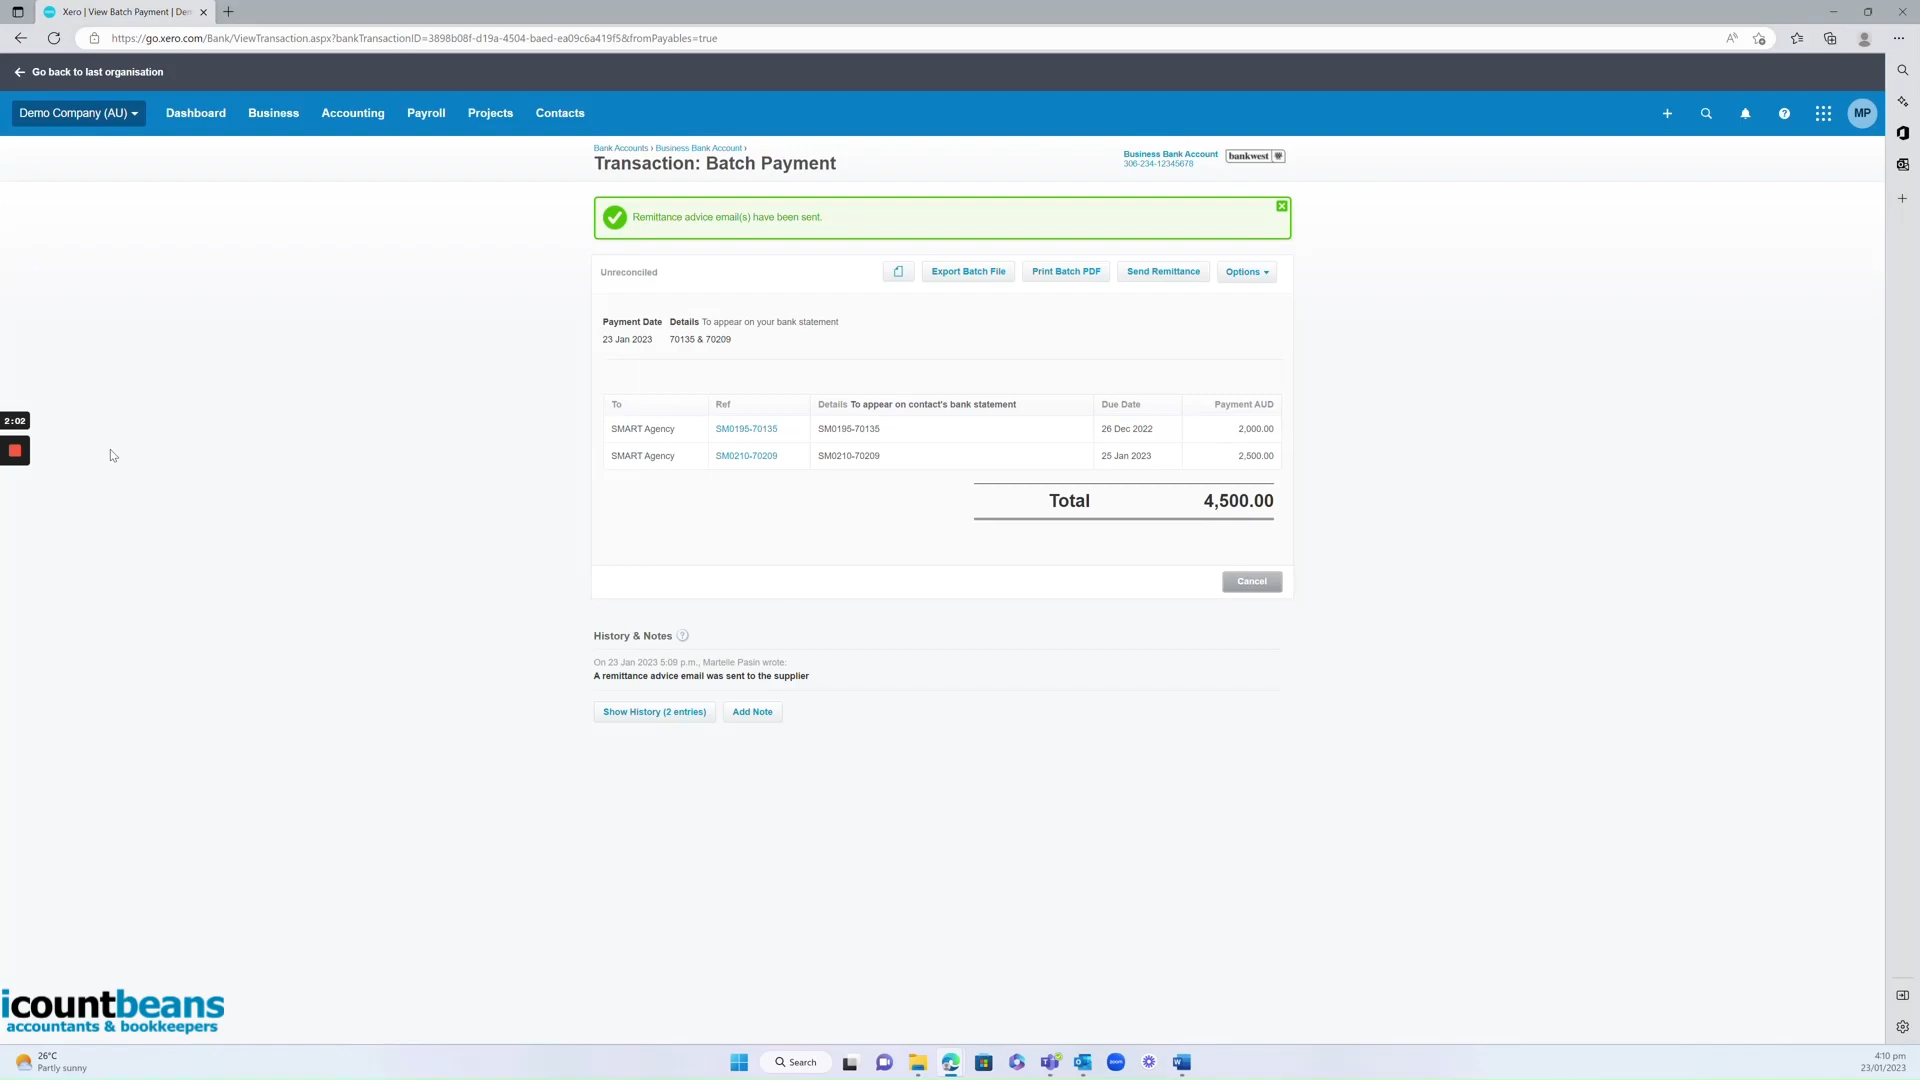 Xero | View Batch Payment | Den
https://go.xero.com/Bank/ViewTransaction.aspx?bankTransactionID=3898b08f-d19a-4504-baed-ea09c6a419f5&fromPayables=true
Go back to last organisation
Demo Company (AU)
Dashboard
Business
Accounting
Payroll
Projects
Contacts
MP
Bank Accounts › Business Bank Account ›
Transaction: Batch Payment
Business Bank Account
306-234-12345678
bankwest
Remittance advice email(s) have been sent.
Unreconciled
Export Batch File
Print Batch PDF
Send Remittance
Options
Payment Date Details To appear on your bank statement
23 Jan 2023 70135 & 70209
To Ref Details To appear on contact's bank statement Due Date Payment AUD
SMART Agency SM0195-70135 SM0195-70135 26 Dec 2022 2,000.00
SMART Agency SM0210-70209 SM0210-70209 25 Jan 2023 2,500.00
Total 4,500.00
2:02
Cancel
History & Notes ?
On 23 Jan 2023 5:09 p.m., Martelle Pasin wrote:
A remittance advice email was sent to the supplier
Show History (2 entries)
Add Note
icountbeans
accountants & bookkeepers
26°C
Partly sunny
Search
zoom
4:10 pm
23/01/2023